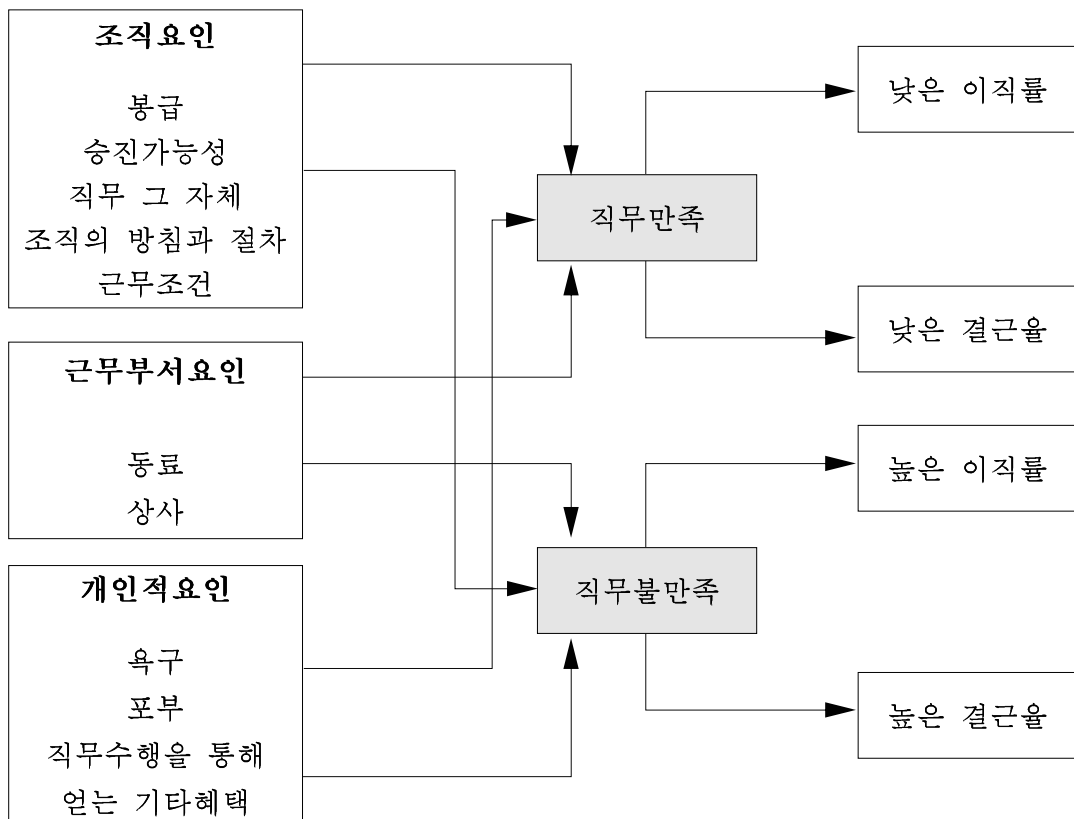 조직요인
봉급
승진가능성
직무 그 자체
조직의 방침과 절차
근무조건
근무부서요인
동료
상사
개인적요인
욕구
포부
직무수행을 통해
얻는 기타혜택
직무만족
직무불만족
낮은 이직률
낮은 결근율
높은 이직률
높은 결근율